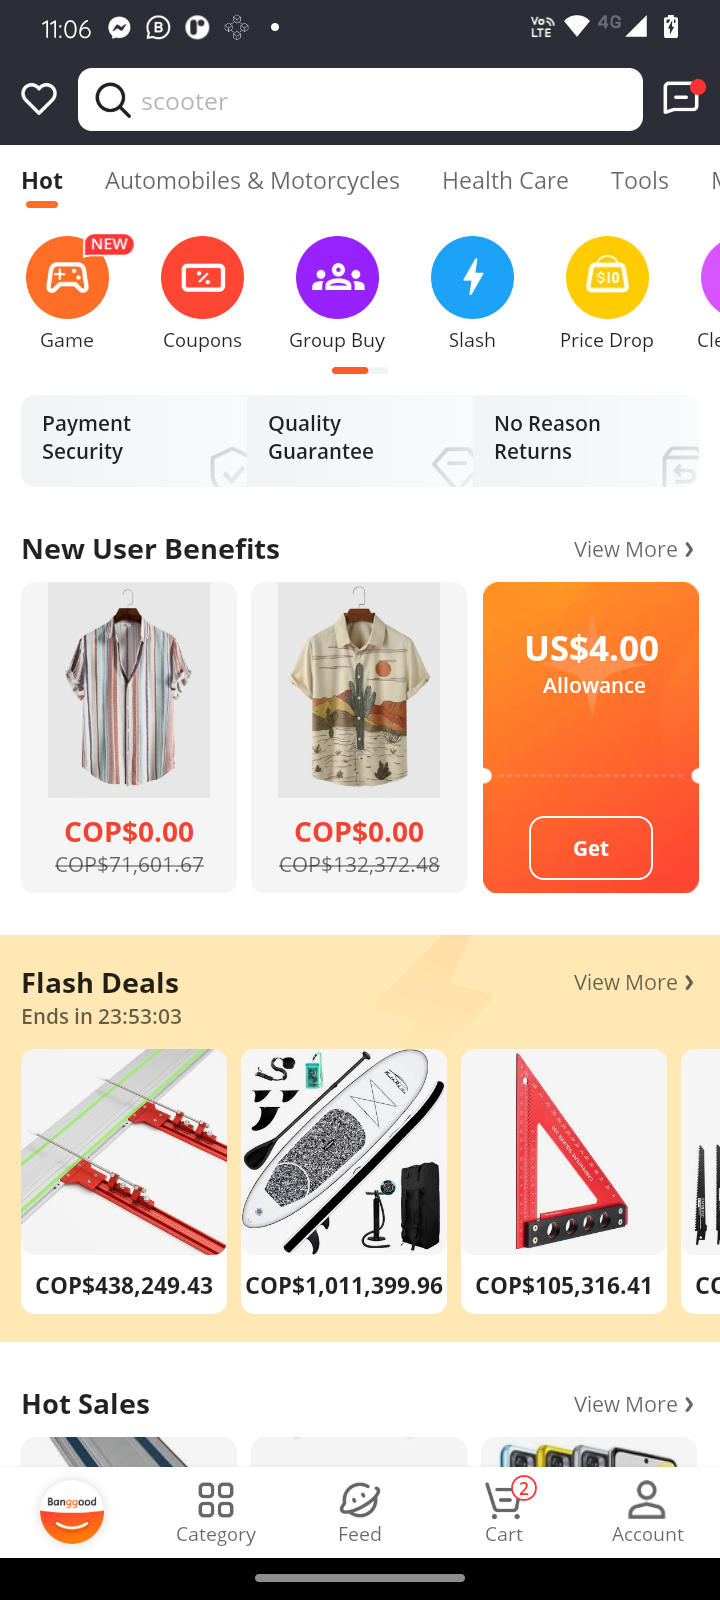 11:06
Vo
LTE
4G
scooter
Hot
Automobiles & Motorcycles
Health Care
Tools
NEW
$10
Game
Coupons
Group Buy
Slash
Price Drop
Cle
Payment
Security
Quality
Guarantee
No Reason
Returns
New User Benefits
View More
COP$0.00
COP$71,601.67
COP$0.00
COP$132,372.48
US$4.00
Allowance
Get
Flash Deals
View More
Ends in 23:53:03
COP$438,249.43
COP$1,011,399.96
COP$105,316.41
CO
Hot Sales
View More
Banggood
Category
Feed
2
Cart
Account